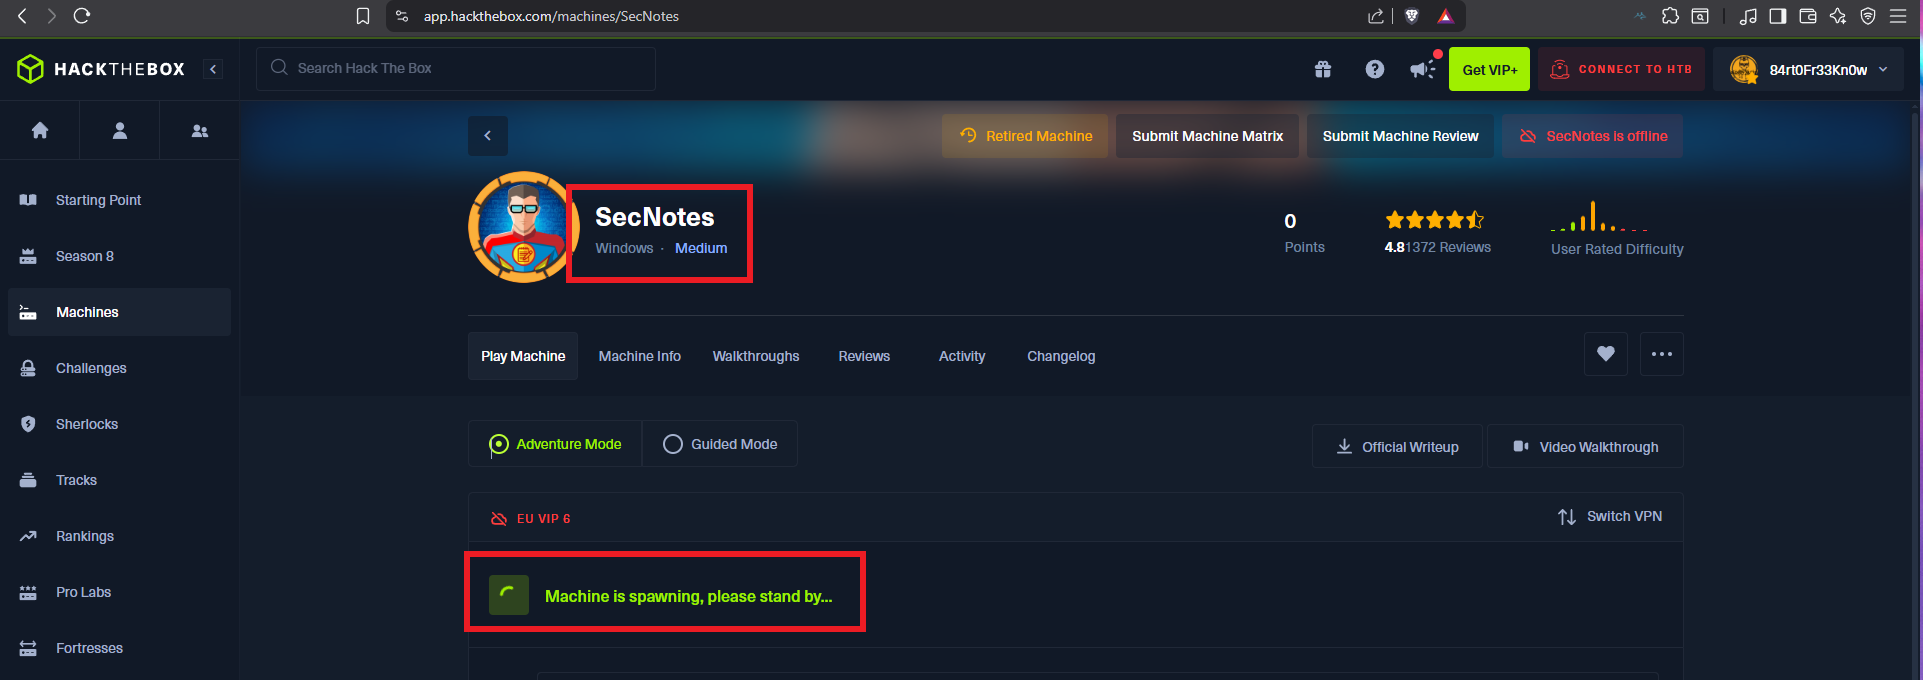 app.hackthebox.com/machines/SecNotes
HACKTHEBOX
Search Hack The Box
Get VIP+
CONNECT TO HTB
84rt0Fr33Kn0w
Retired Machine
Submit Machine Matrix
Submit Machine Review
SecNotes is offline
Starting Point
Season 8
Machines
Challenges
Sherlocks
Tracks
Rankings
Pro Labs
Fortresses
SecNotes
Windows · Medium
0
Points
4.8 1372 Reviews
User Rated Difficulty
Play Machine
Machine Info
Walkthroughs
Reviews
Activity
Changelog
Adventure Mode
Guided Mode
Official Writeup
Video Walkthrough
EU VIP 6
Switch VPN
Machine is spawning, please stand by...